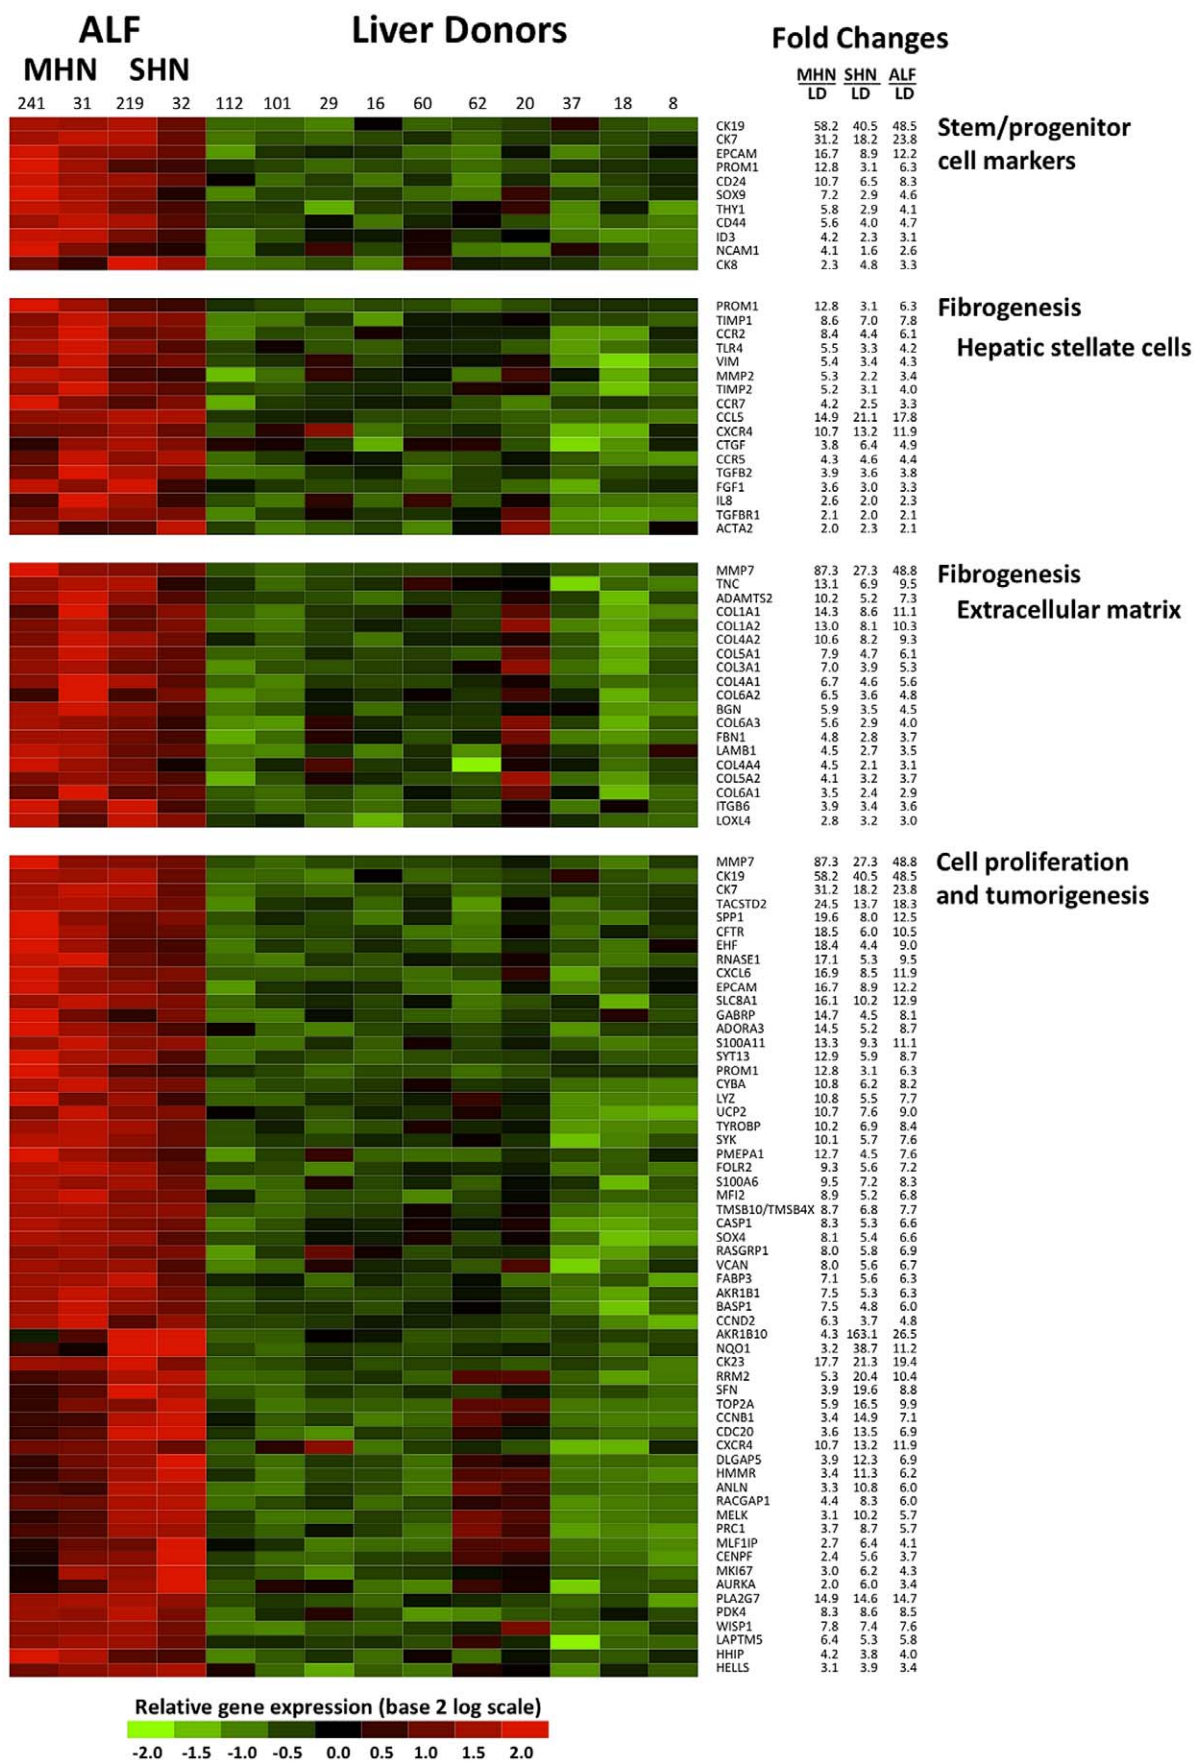 ALF Liver Donors Fold Changes
MHN SHN MHN SHN ALF
LD LD LD
241 31 219 32 112 101 29 16 60 62 20 37 18 8
Stem/progenitor
cell markers
CK19 58.2 40.5 48.5
CK7 31.2 18.2 23.8
EPCAM 16.7 8.9 12.2
PROM1 12.8 3.1 6.3
CD24 10.7 6.5 8.3
SOX9 7.2 2.9 4.6
THY1 5.8 2.9 4.1
CD44 5.6 4.0 4.7
ID3 4.2 2.3 3.1
NCAM1 4.1 1.6 2.6
CK8 2.3 4.8 3.3
Fibrogenesis
Hepatic stellate cells
PROM1 12.8 3.1 6.3
TIMP1 8.6 7.0 7.8
CCR2 8.4 4.4 6.1
TLR4 5.5 3.3 4.2
VIM 5.4 3.4 4.3
MMP2 5.3 2.2 3.4
TIMP2 5.2 3.1 4.0
CCR7 4.2 2.5 3.3
CCL5 14.9 21.1 17.8
CXCR4 10.7 13.2 11.9
CTGF 3.8 6.4 4.9
CCR5 4.3 4.6 4.4
TGFB2 3.9 3.6 3.8
FGF1 3.6 3.0 3.3
IL8 2.6 2.0 2.3
TGFBR1 2.1 2.0 2.1
ACTA2 2.0 2.3 2.1
Fibrogenesis
Extracellular matrix
MMP7 87.3 27.3 48.8
TNC 13.1 6.9 9.5
ADAMTS2 10.2 5.2 7.3
COL1A1 14.3 8.6 11.1
COL1A2 13.0 8.1 10.3
COL4A2 10.6 8.2 9.3
COL5A1 7.9 4.7 6.1
COL3A1 7.0 3.9 5.3
COL4A1 6.7 4.6 5.6
COL6A2 6.5 3.6 4.8
BGN 5.9 3.5 4.5
COL6A3 5.6 2.9 4.0
FBN1 4.8 2.8 3.7
LAMB1 4.5 2.7 3.5
COL4A4 4.5 2.1 3.1
COL5A2 4.1 3.2 3.7
COL6A1 3.5 2.4 2.9
ITGB6 3.9 3.4 3.6
LOXL4 2.8 3.2 3.0
Cell proliferation
and tumorigenesis
MMP7 87.3 27.3 48.8
CK19 58.2 40.5 48.5
CK7 31.2 18.2 23.8
TACSTD2 24.5 13.7 18.3
SPP1 19.6 8.0 12.5
CFTR 18.5 6.0 10.5
EHF 18.4 4.4 9.0
RNASE1 17.1 5.3 9.5
CXCL6 16.9 8.5 11.9
EPCAM 16.7 8.9 12.2
SLC8A1 16.1 10.2 12.9
GABRP 14.7 4.5 8.1
ADORA3 14.5 5.2 8.7
S100A11 13.3 9.3 11.1
SYT13 12.9 5.9 8.7
PROM1 12.8 3.1 6.3
CYBA 10.8 6.2 8.2
LYZ 10.8 5.5 7.7
UCP2 10.7 7.6 9.0
TYROBP 10.2 6.9 8.4
SYK 10.1 5.7 7.6
PMEPA1 12.7 4.5 7.6
FOLR2 9.3 5.6 7.2
S100A6 9.5 7.2 8.3
MFI2 8.9 5.2 6.8
TMSB10/TMSB4X 8.7 6.8 7.7
CASP1 8.3 5.3 6.6
SOX4 8.1 5.4 6.6
RASGRP1 8.0 5.8 6.9
VCAN 8.0 5.6 6.7
FABP3 7.1 5.6 6.3
AKR1B1 7.5 5.3 6.3
BASP1 7.5 4.8 6.0
CCND2 6.3 3.7 4.8
AKR1B10 4.3 163.1 26.5
NQO1 3.2 38.7 11.2
CK23 17.7 21.3 19.4
RRM2 5.3 20.4 10.4
SFN 3.9 19.6 8.8
TOP2A 5.9 16.5 9.9
CCNB1 3.4 14.9 7.1
CDC20 3.6 13.5 6.9
CXCR4 10.7 13.2 11.9
DLGAP5 3.9 12.3 6.9
HMMR 3.4 11.3 6.2
ANLN 3.3 10.8 6.0
RACGAP1 4.4 8.3 6.0
MELK 3.1 10.2 5.7
PRC1 3.7 8.7 5.7
MLF1IP 2.7 6.4 4.1
CENPF 2.4 5.6 3.7
MKI67 3.0 6.2 4.3
AURKA 2.0 6.0 3.4
PLA2G7 14.9 14.6 14.7
PDK4 8.3 8.6 8.5
WISP1 7.8 7.4 7.6
LAPTM5 6.4 5.3 5.8
HHIP 4.2 3.8 4.0
HELLS 3.1 3.9 3.4
Relative gene expression (base 2 log scale)
-2.0 -1.5 -1.0 -0.5 0.0 0.5 1.0 1.5 2.0